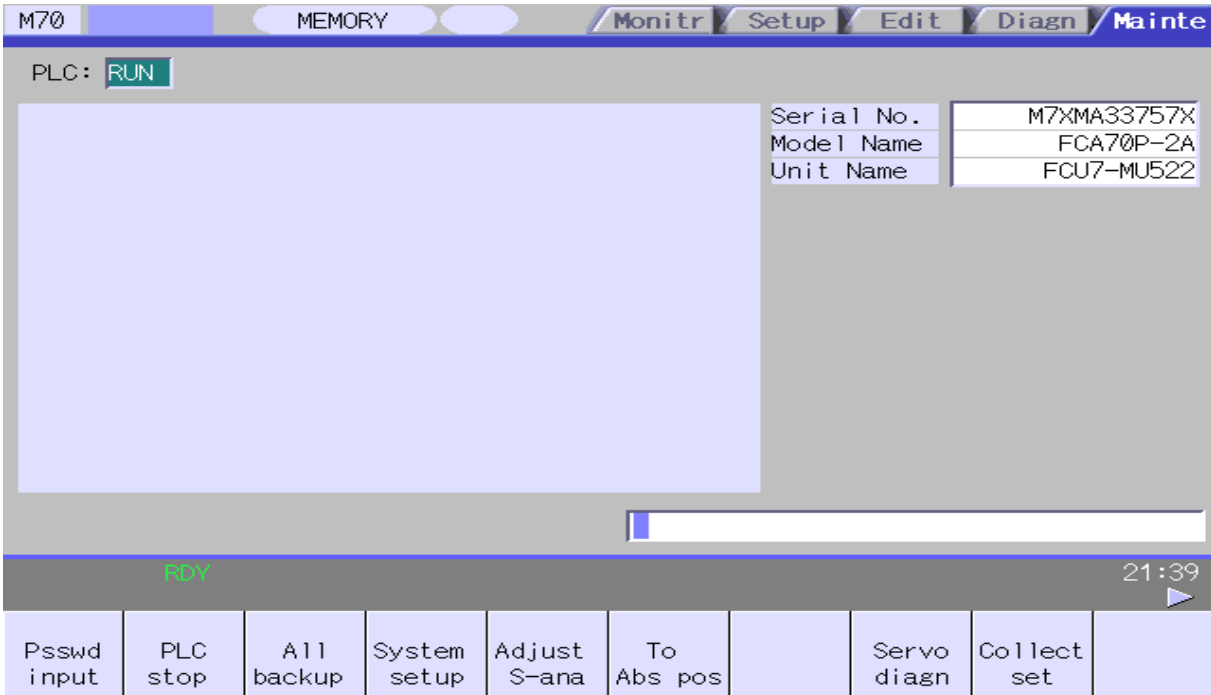 M70 MEMORY Monitr Setup Edit Diagn Mainte
PLC: RUN
Serial No. M7XMA33757X
Model Name FCA70P-2A
Unit Name FCU7-MU522
RDY 21:39
Psswd input
PLC stop
All backup
System setup
Adjust S-ana
To Abs pos
Servo diagn
Collect set